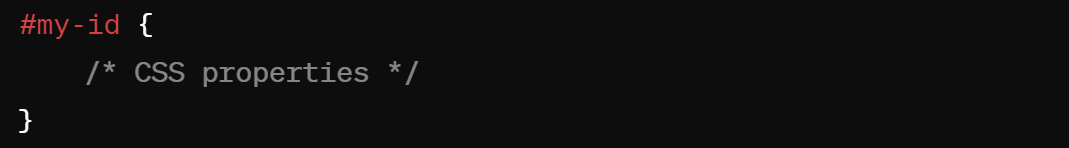 #my-id {
    /* CSS properties */
}